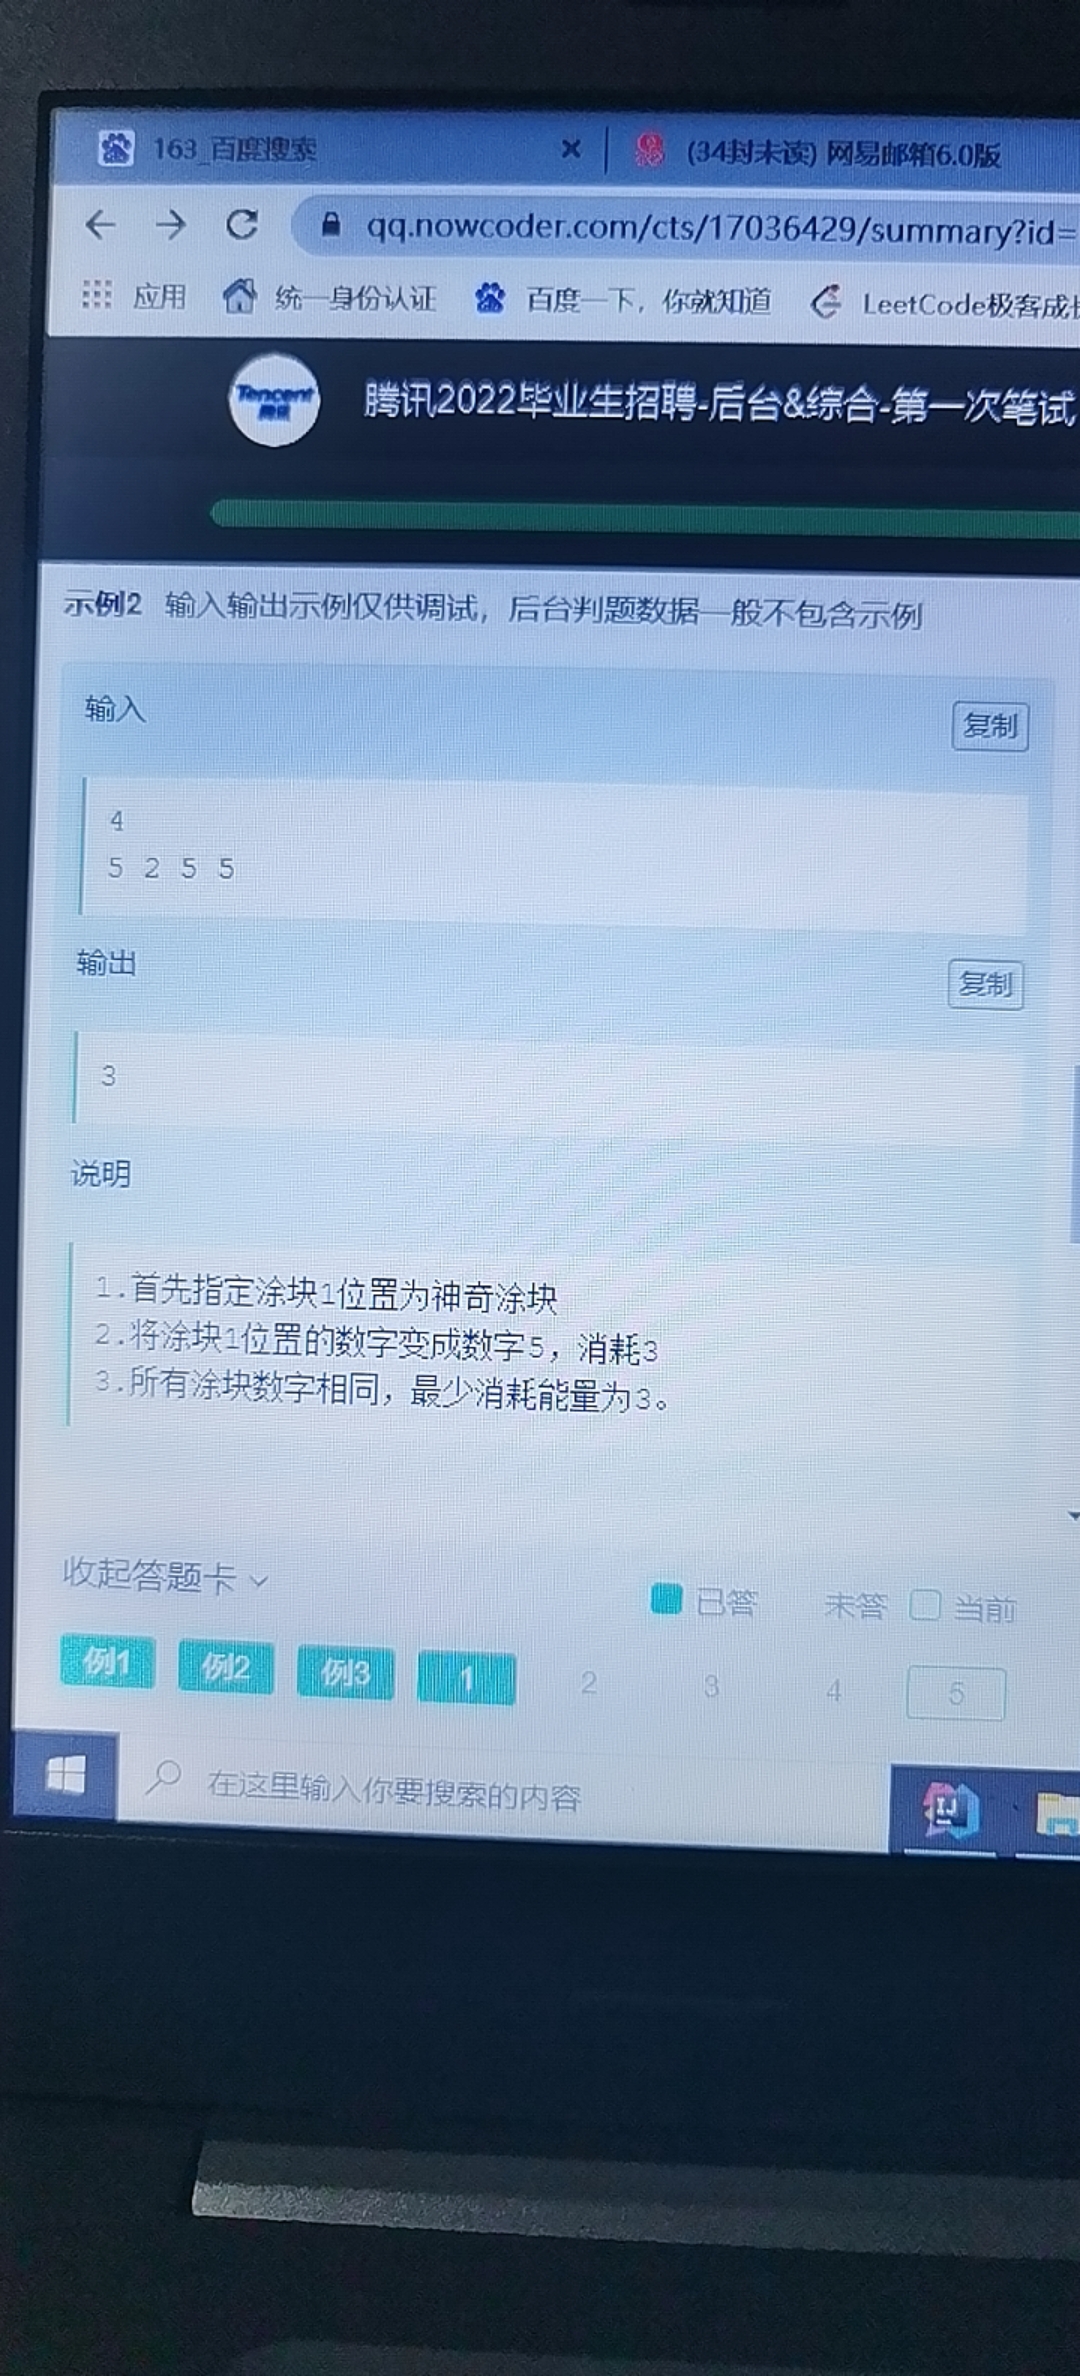 163_百度搜索
(34封未读) 网易邮箱6.0版
qq.nowcoder.com/cts/17036429/summary?id=
应用 统一身份认证 百度一下，你就知道 LeetCode极客成长
Tencent 腾讯
腾讯2022毕业生招聘-后台&综合-第一次笔试
示例2 输入输出示例仅供调试，后台判题数据一般不包含示例
输入
复制
4
5 2 5 5
输出
复制
3
说明
1.首先指定涂块1位置为神奇涂块
2.将涂块1位置的数字变成数字5，消耗3
3.所有涂块数字相同，最少消耗能量为3。
收起答题卡
已答 未答 当前
例1 例2 例3 1 2 3 4 5
在这里输入你要搜索的内容
IJ